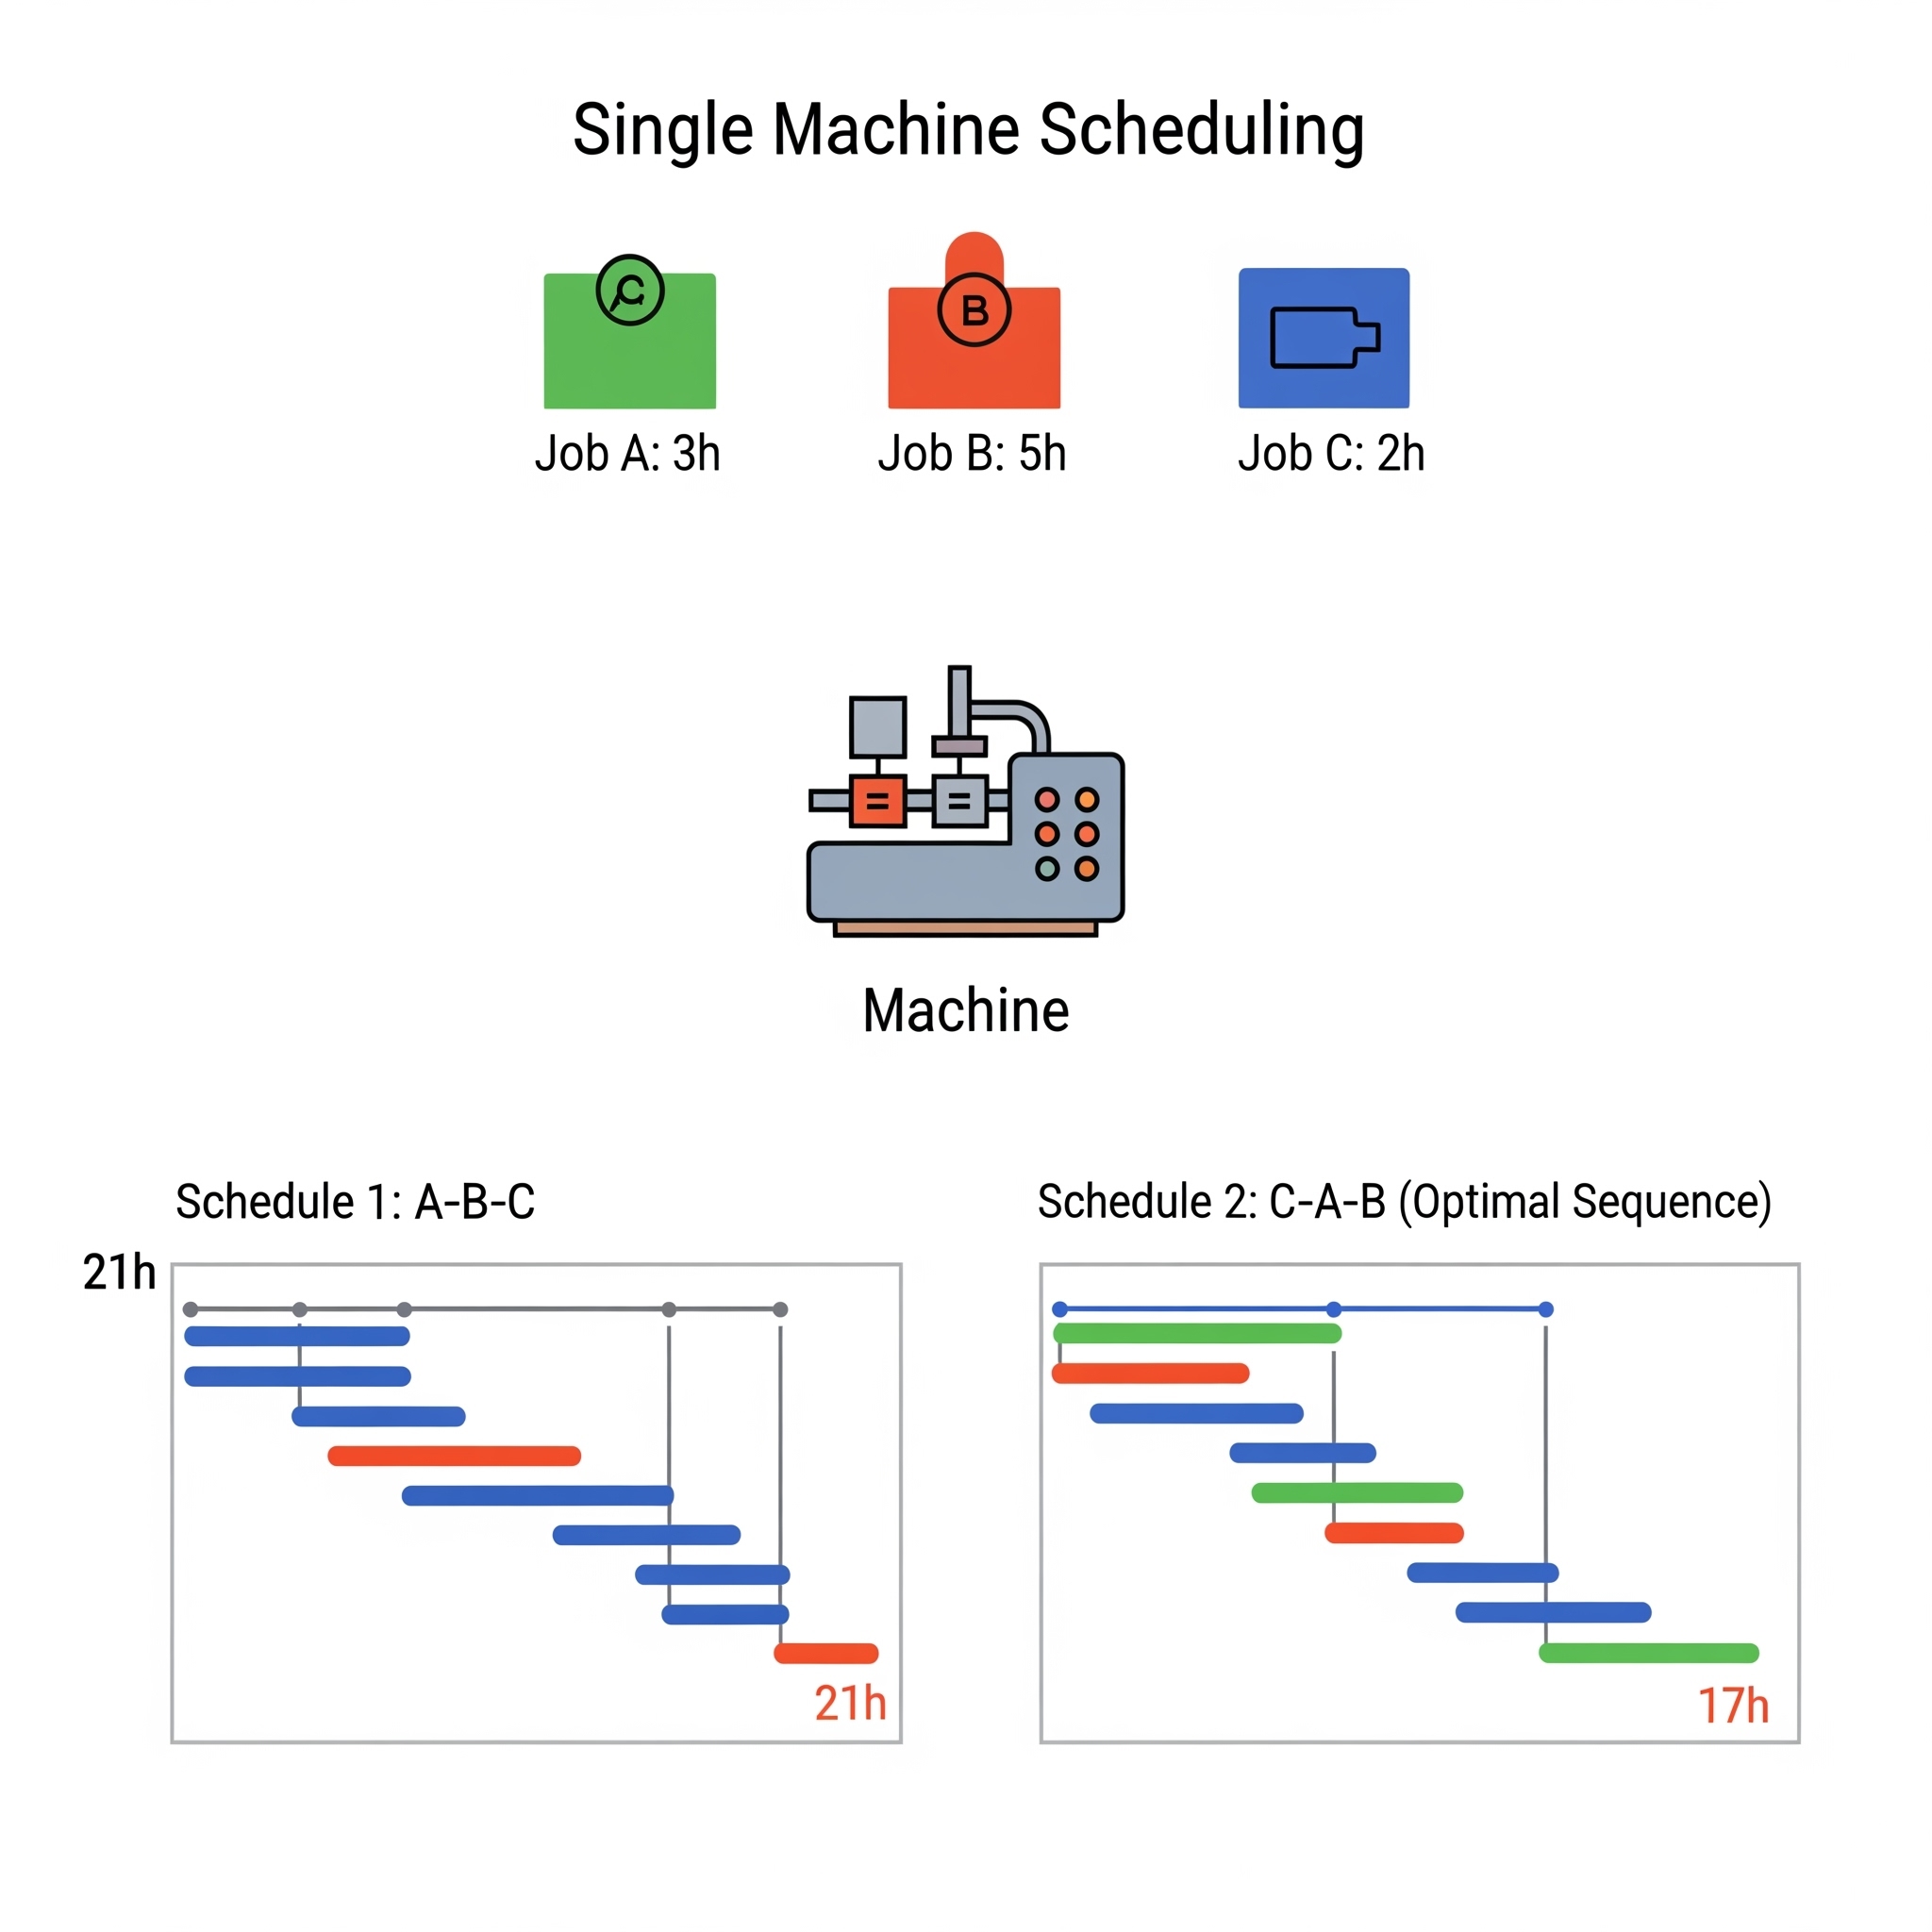 Single Machine Scheduling
B
Job A: 3h
Job B: 5h
Job C: 2h
Machine
Schedule 1: A-B-C
Schedule 2: C-A-B (Optimal Sequence)
21h
21h
17h